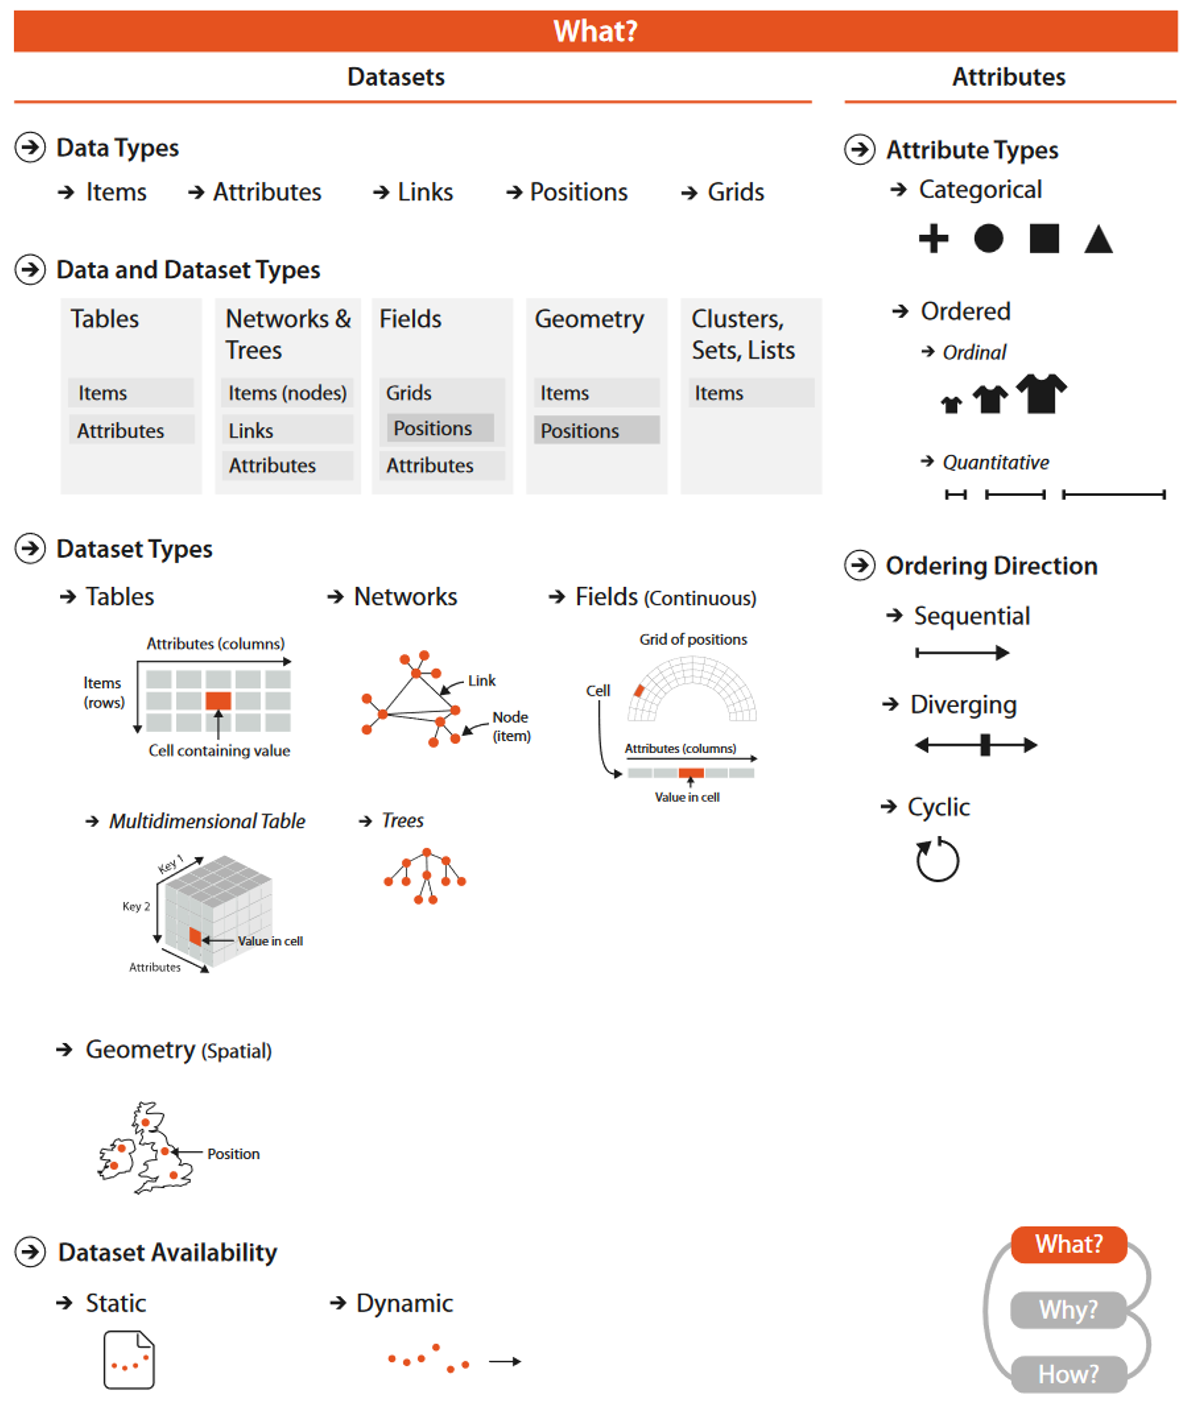 What?
Datasets
Attributes
Data Types
Items
Attributes
Links
Positions
Grids
Data and Dataset Types
Tables
Items
Attributes
Networks &
Trees
Items (nodes)
Links
Attributes
Fields
Grids
Positions
Attributes
Geometry
Items
Positions
Clusters,
Sets, Lists
Items
Dataset Types
Tables
Attributes (columns)
Items
(rows)
Cell containing value
Networks
Link
Node
(item)
Fields (Continuous)
Grid of positions
Cell
Attributes (columns)
Value in cell
Multidimensional Table
Key 1
Key 2
Value in cell
Attributes
Trees
Geometry (Spatial)
Position
Dataset Availability
Static
Dynamic
Attribute Types
Categorical
Ordered
Ordinal
Quantitative
Ordering Direction
Sequential
Diverging
Cyclic
What?
Why?
How?